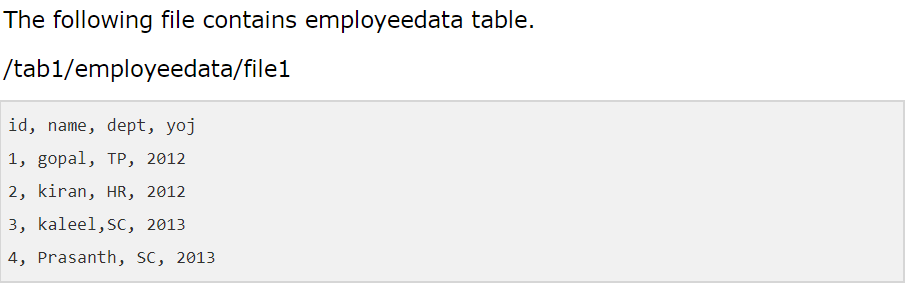 The following file contains employeedata table.
/tab1/employeedata/file1
id, name, dept, yoj
1, gopal, TP, 2012
2, kiran, HR, 2012
3, kaleel,SC, 2013
4, Prasanth, SC, 2013